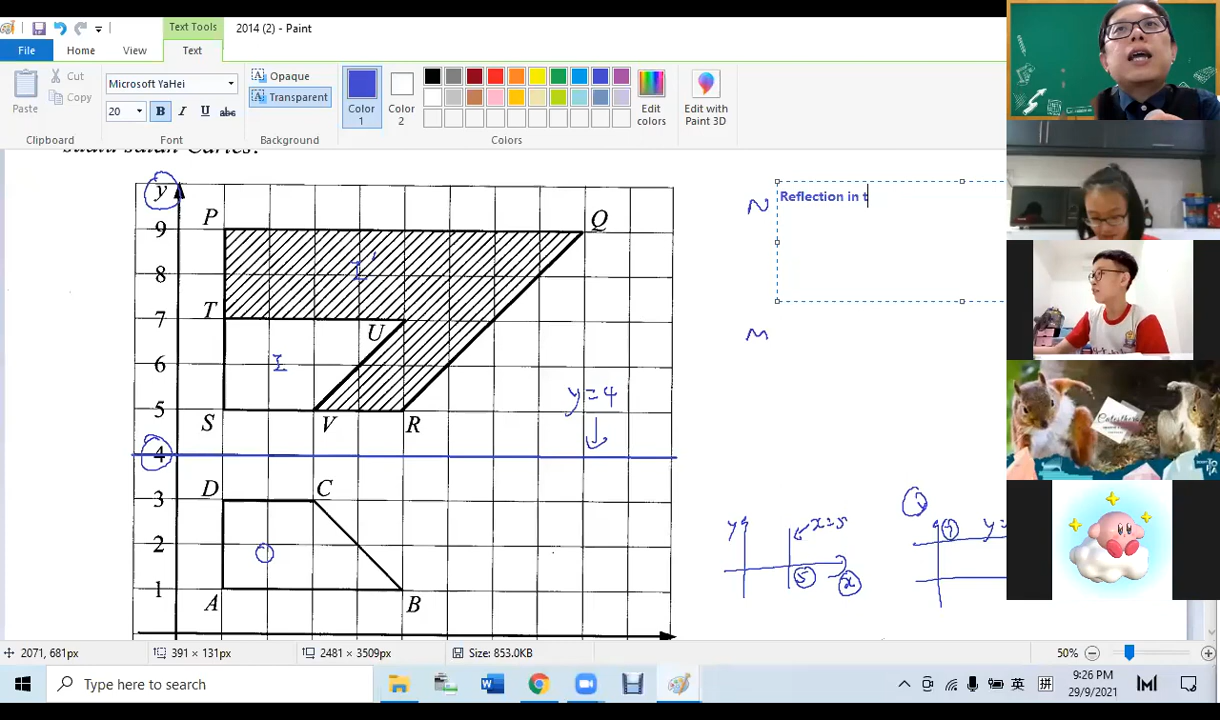 Text Tools
2014 (2) - Paint
File
Home
View
Text
Paste
Cut
Copy
Clipboard
Microsoft YaHei
20
B
I
U
abc
Font
Opaque
Transparent
Background
Color
1
Color
2
Edit
colors
Edit with
Paint 3D
Colors
y
P
Q
9
8
T
7
U
6
5
S
V
R
4
D
C
3
2
1
A
B
I'
I
O
y=4
N
Reflection in t
M
y
x=5
5
x
y
4
y=
2071, 681px
391 × 131px
2481 × 3509px
Size: 853.0KB
50%
Type here to search
英
拼
9:26 PM
29/9/2021